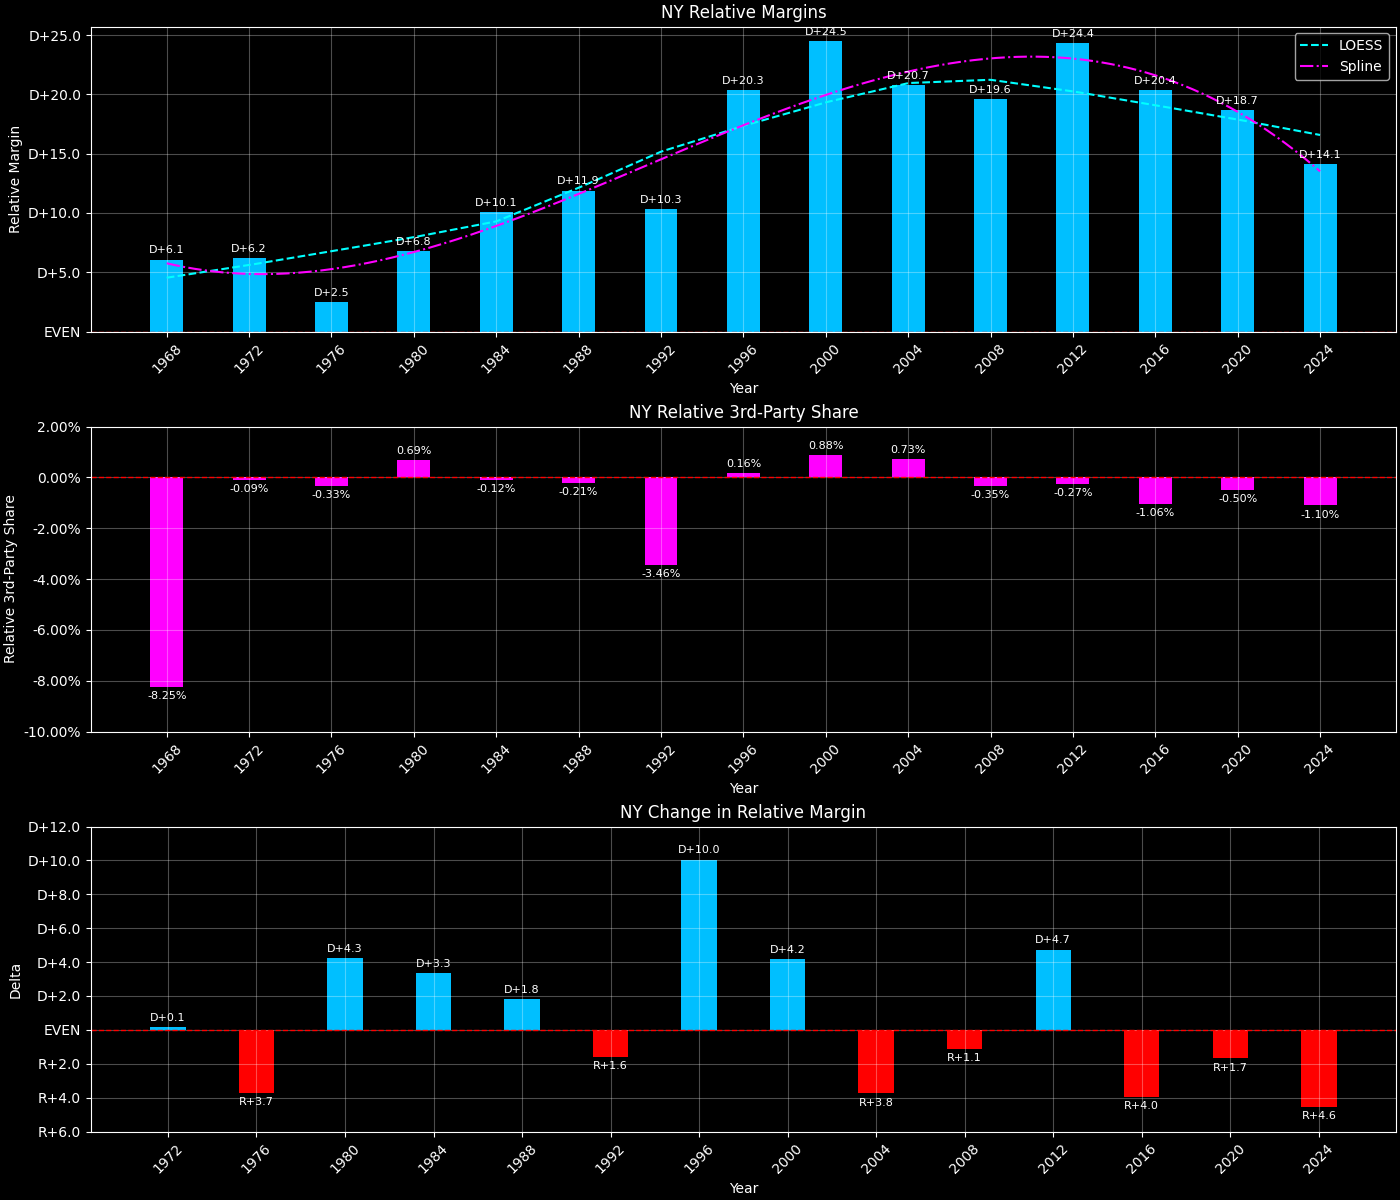 NY Relative Margins
Relative Margin
D+25.0
D+20.0
D+15.0
D+10.0
D+5.0
EVEN
LOESS
Spline
D+6.1
D+6.2
D+2.5
D+6.8
D+10.1
D+11.9
D+10.3
D+20.3
D+24.5
D+20.7
D+19.6
D+24.4
D+20.4
D+18.7
D+14.1
1968 1972 1976 1980 1984 1988 1992 1996 2000 2004 2008 2012 2016 2020 2024
Year
NY Relative 3rd-Party Share
Relative 3rd-Party Share
2.00%
0.00%
-2.00%
-4.00%
-6.00%
-8.00%
-10.00%
-8.25%
-0.09%
-0.33%
0.69%
-0.12%
-0.21%
-3.46%
0.16%
0.88%
0.73%
-0.35%
-0.27%
-1.06%
-0.50%
-1.10%
1968 1972 1976 1980 1984 1988 1992 1996 2000 2004 2008 2012 2016 2020 2024
Year
NY Change in Relative Margin
Delta
D+12.0
D+10.0
D+8.0
D+6.0
D+4.0
D+2.0
EVEN
R+2.0
R+4.0
R+6.0
D+0.1
R+3.7
D+4.3
D+3.3
D+1.8
R+1.6
D+10.0
D+4.2
R+3.8
R+1.1
D+4.7
R+4.0
R+1.7
R+4.6
1972 1976 1980 1984 1988 1992 1996 2000 2004 2008 2012 2016 2020 2024
Year